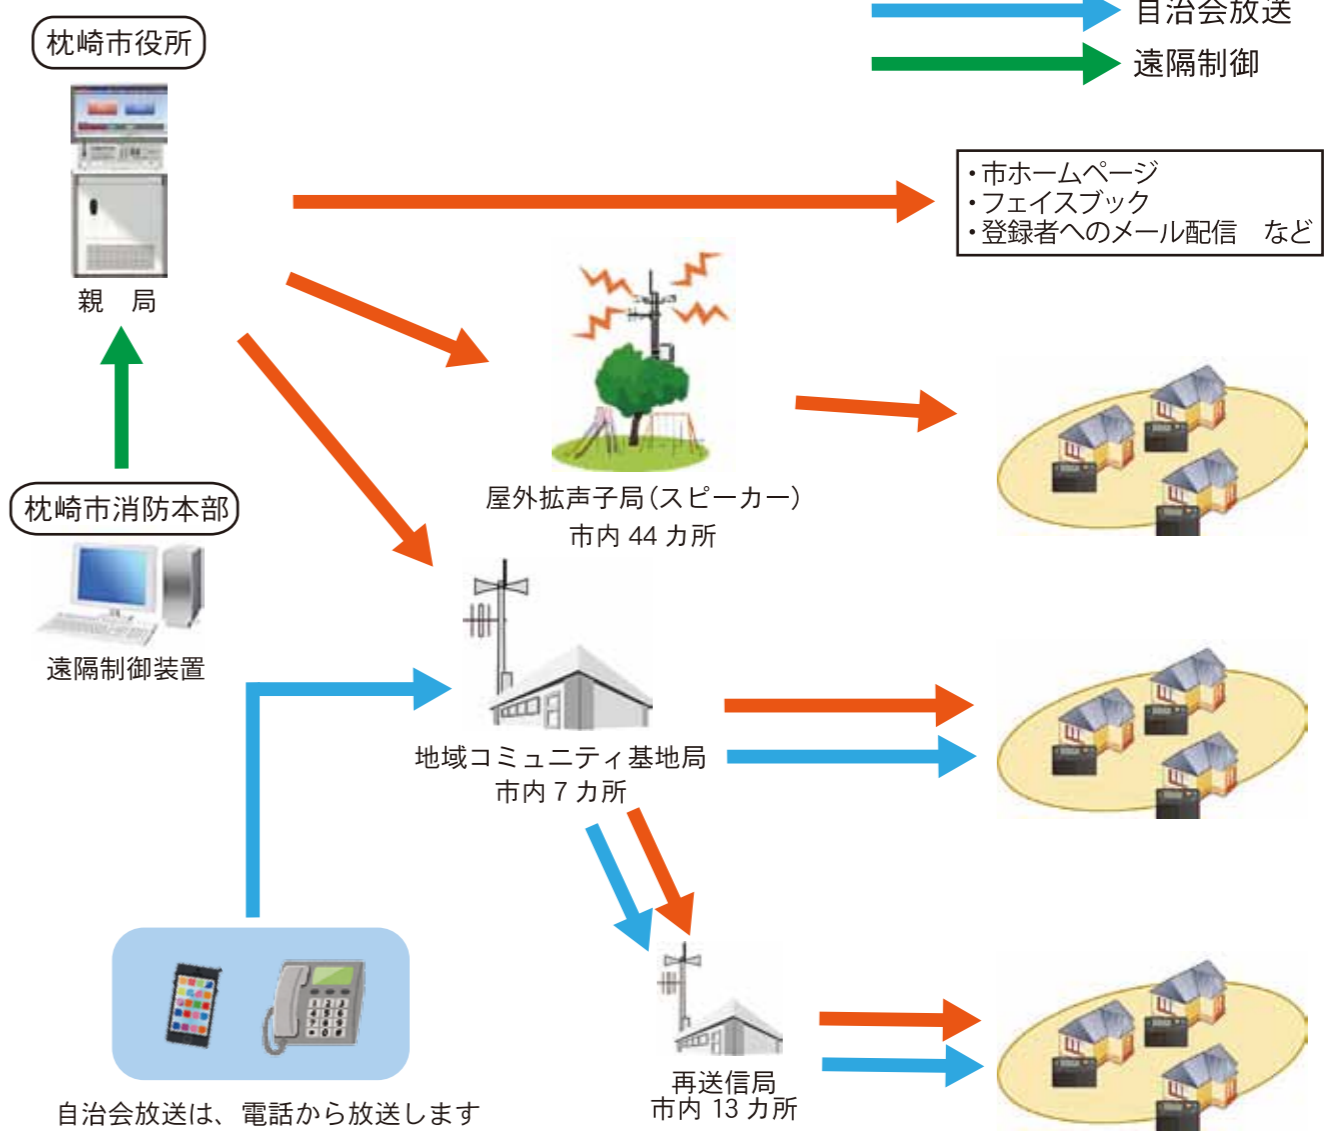 自治会放送
枕崎市役所
遠隔制御
・市ホームページ
・フェイスブック
・登録者へのメール配信　など
親　局
枕崎市消防本部
屋外拡声子局（スピーカー）
市内 44 カ所
遠隔制御装置
地域コミュニティ基地局
市内 7 カ所
再送信局
市内 13 カ所
自治会放送は、電話から放送します